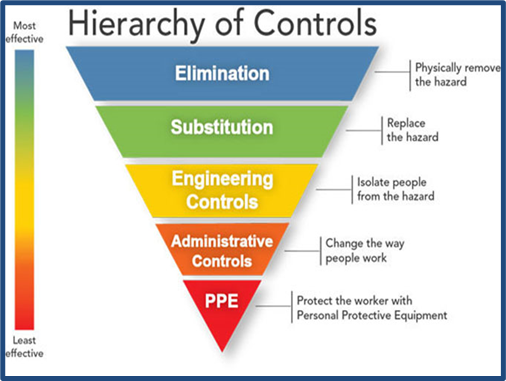 Hierarchy of Controls
Most
effective
Elimination
Physically remove
the hazard
Substitution
Replace
the hazard
Engineering
Controls
Isolate people
from the hazard
Administrative
Controls
Change the way
people work
PPE
Protect the worker with
Personal Protective Equipment
Least
effective